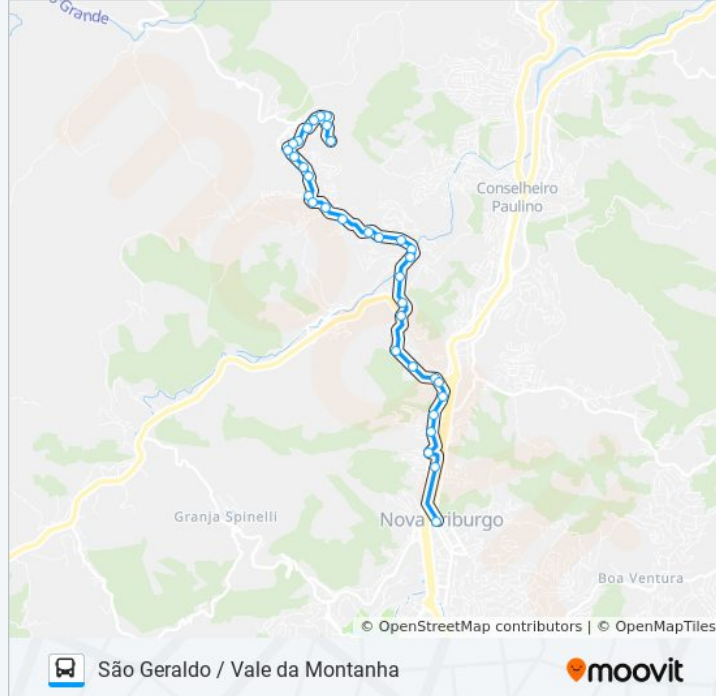 o Grande
Conselheiro
Paulino
Granja Spinelli
Nova Friburgo
Boa Ventura
© OpenStreetMap contributors | © OpenMapTiles
São Geraldo / Vale da Montanha
moovit